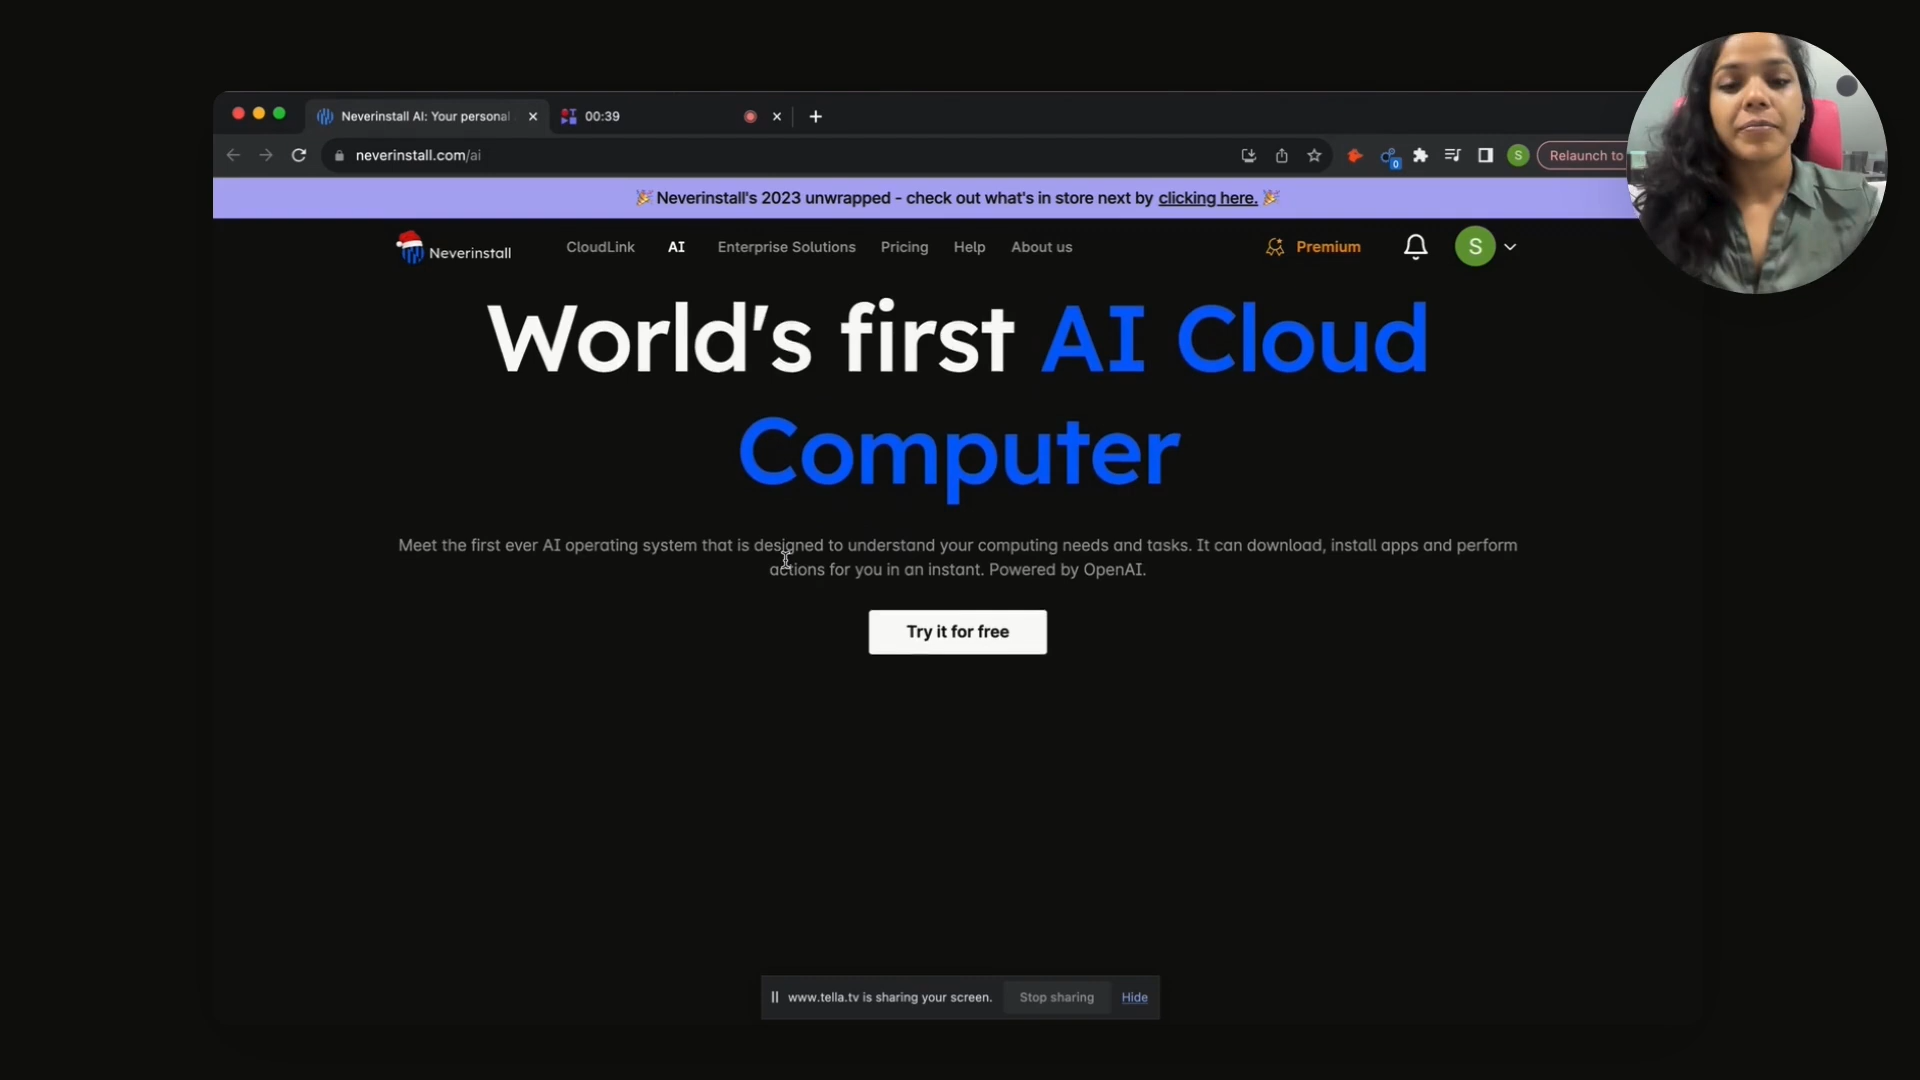 Neverinstall AI: Your personal
00:39
neverinstall.com/ai
0
S
Relaunch to
🎉 Neverinstall's 2023 unwrapped - check out what's in store next by clicking here. 🎉
Neverinstall
CloudLink
AI
Enterprise Solutions
Pricing
Help
About us
Premium
S
World's first AI Cloud
Computer
Meet the first ever AI operating system that is designed to understand your computing needs and tasks. It can download, install apps and perform
actions for you in an instant. Powered by OpenAI.
Try it for free
www.tella.tv is sharing your screen.
Stop sharing
Hide